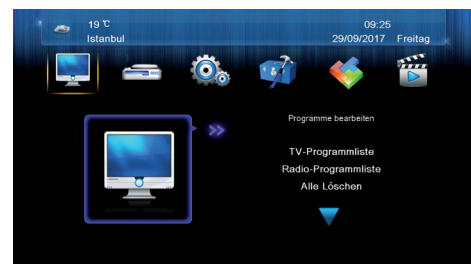 19 °C
09:25
Istanbul
29/09/2017 Freitag
Programme bearbeiten
TV-Programmliste
Radio-Programmliste
Alle Löschen